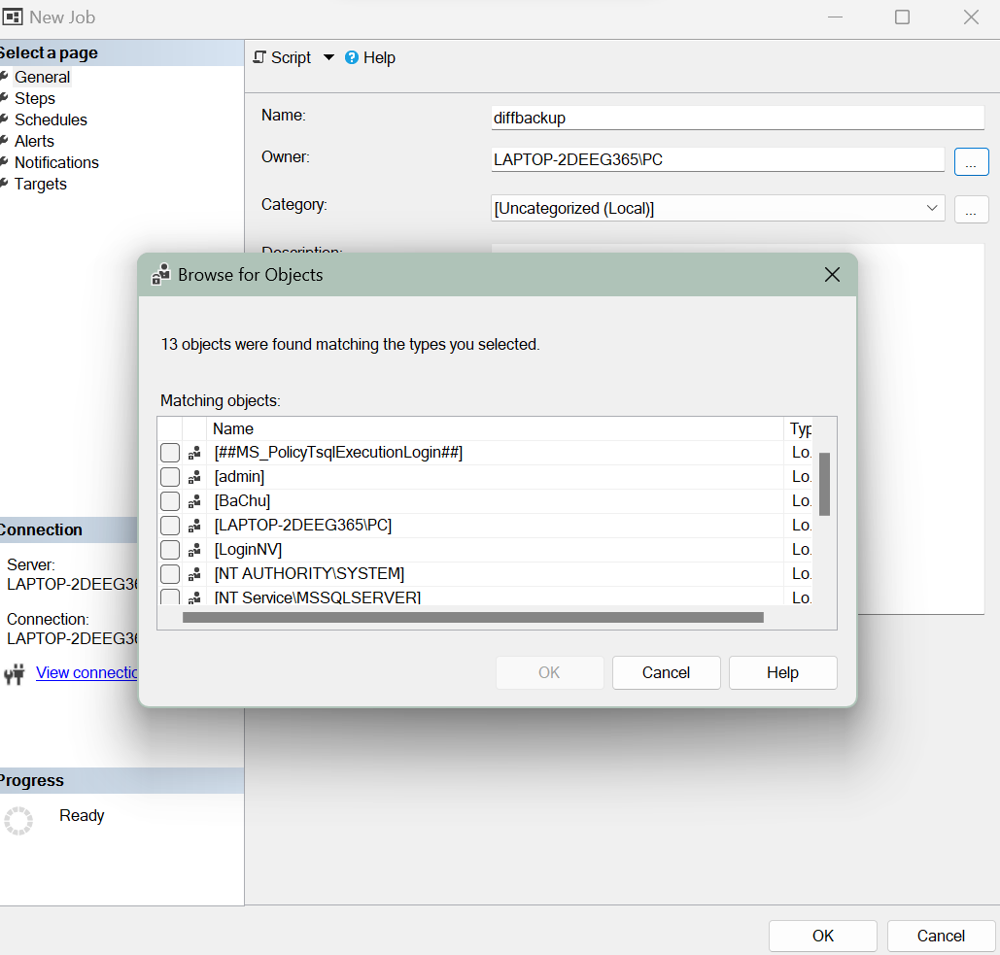 New Job
Select a page
General
Steps
Schedules
Alerts
Notifications
Targets
Script
Help
Name:
diffbackup
Owner:
LAPTOP-2DEEG365\PC
...
Category:
[Uncategorized (Local)]
...
Description:
Browse for Objects
13 objects were found matching the types you selected.
Matching objects:
Name Typ
[##MS_PolicyTsqlExecutionLogin##] Lo.
[admin] Lo.
[BaChu] Lo.
[LAPTOP-2DEEG365\PC] Lo.
[LoginNV] Lo.
[NT AUTHORITY\SYSTEM] Lo.
[NT Service\MSSQLSERVER] Lo.
OK
Cancel
Help
Connection
Server:
LAPTOP-2DEEG36
Connection:
LAPTOP-2DEEG36
View connectio
Progress
Ready
OK
Cancel